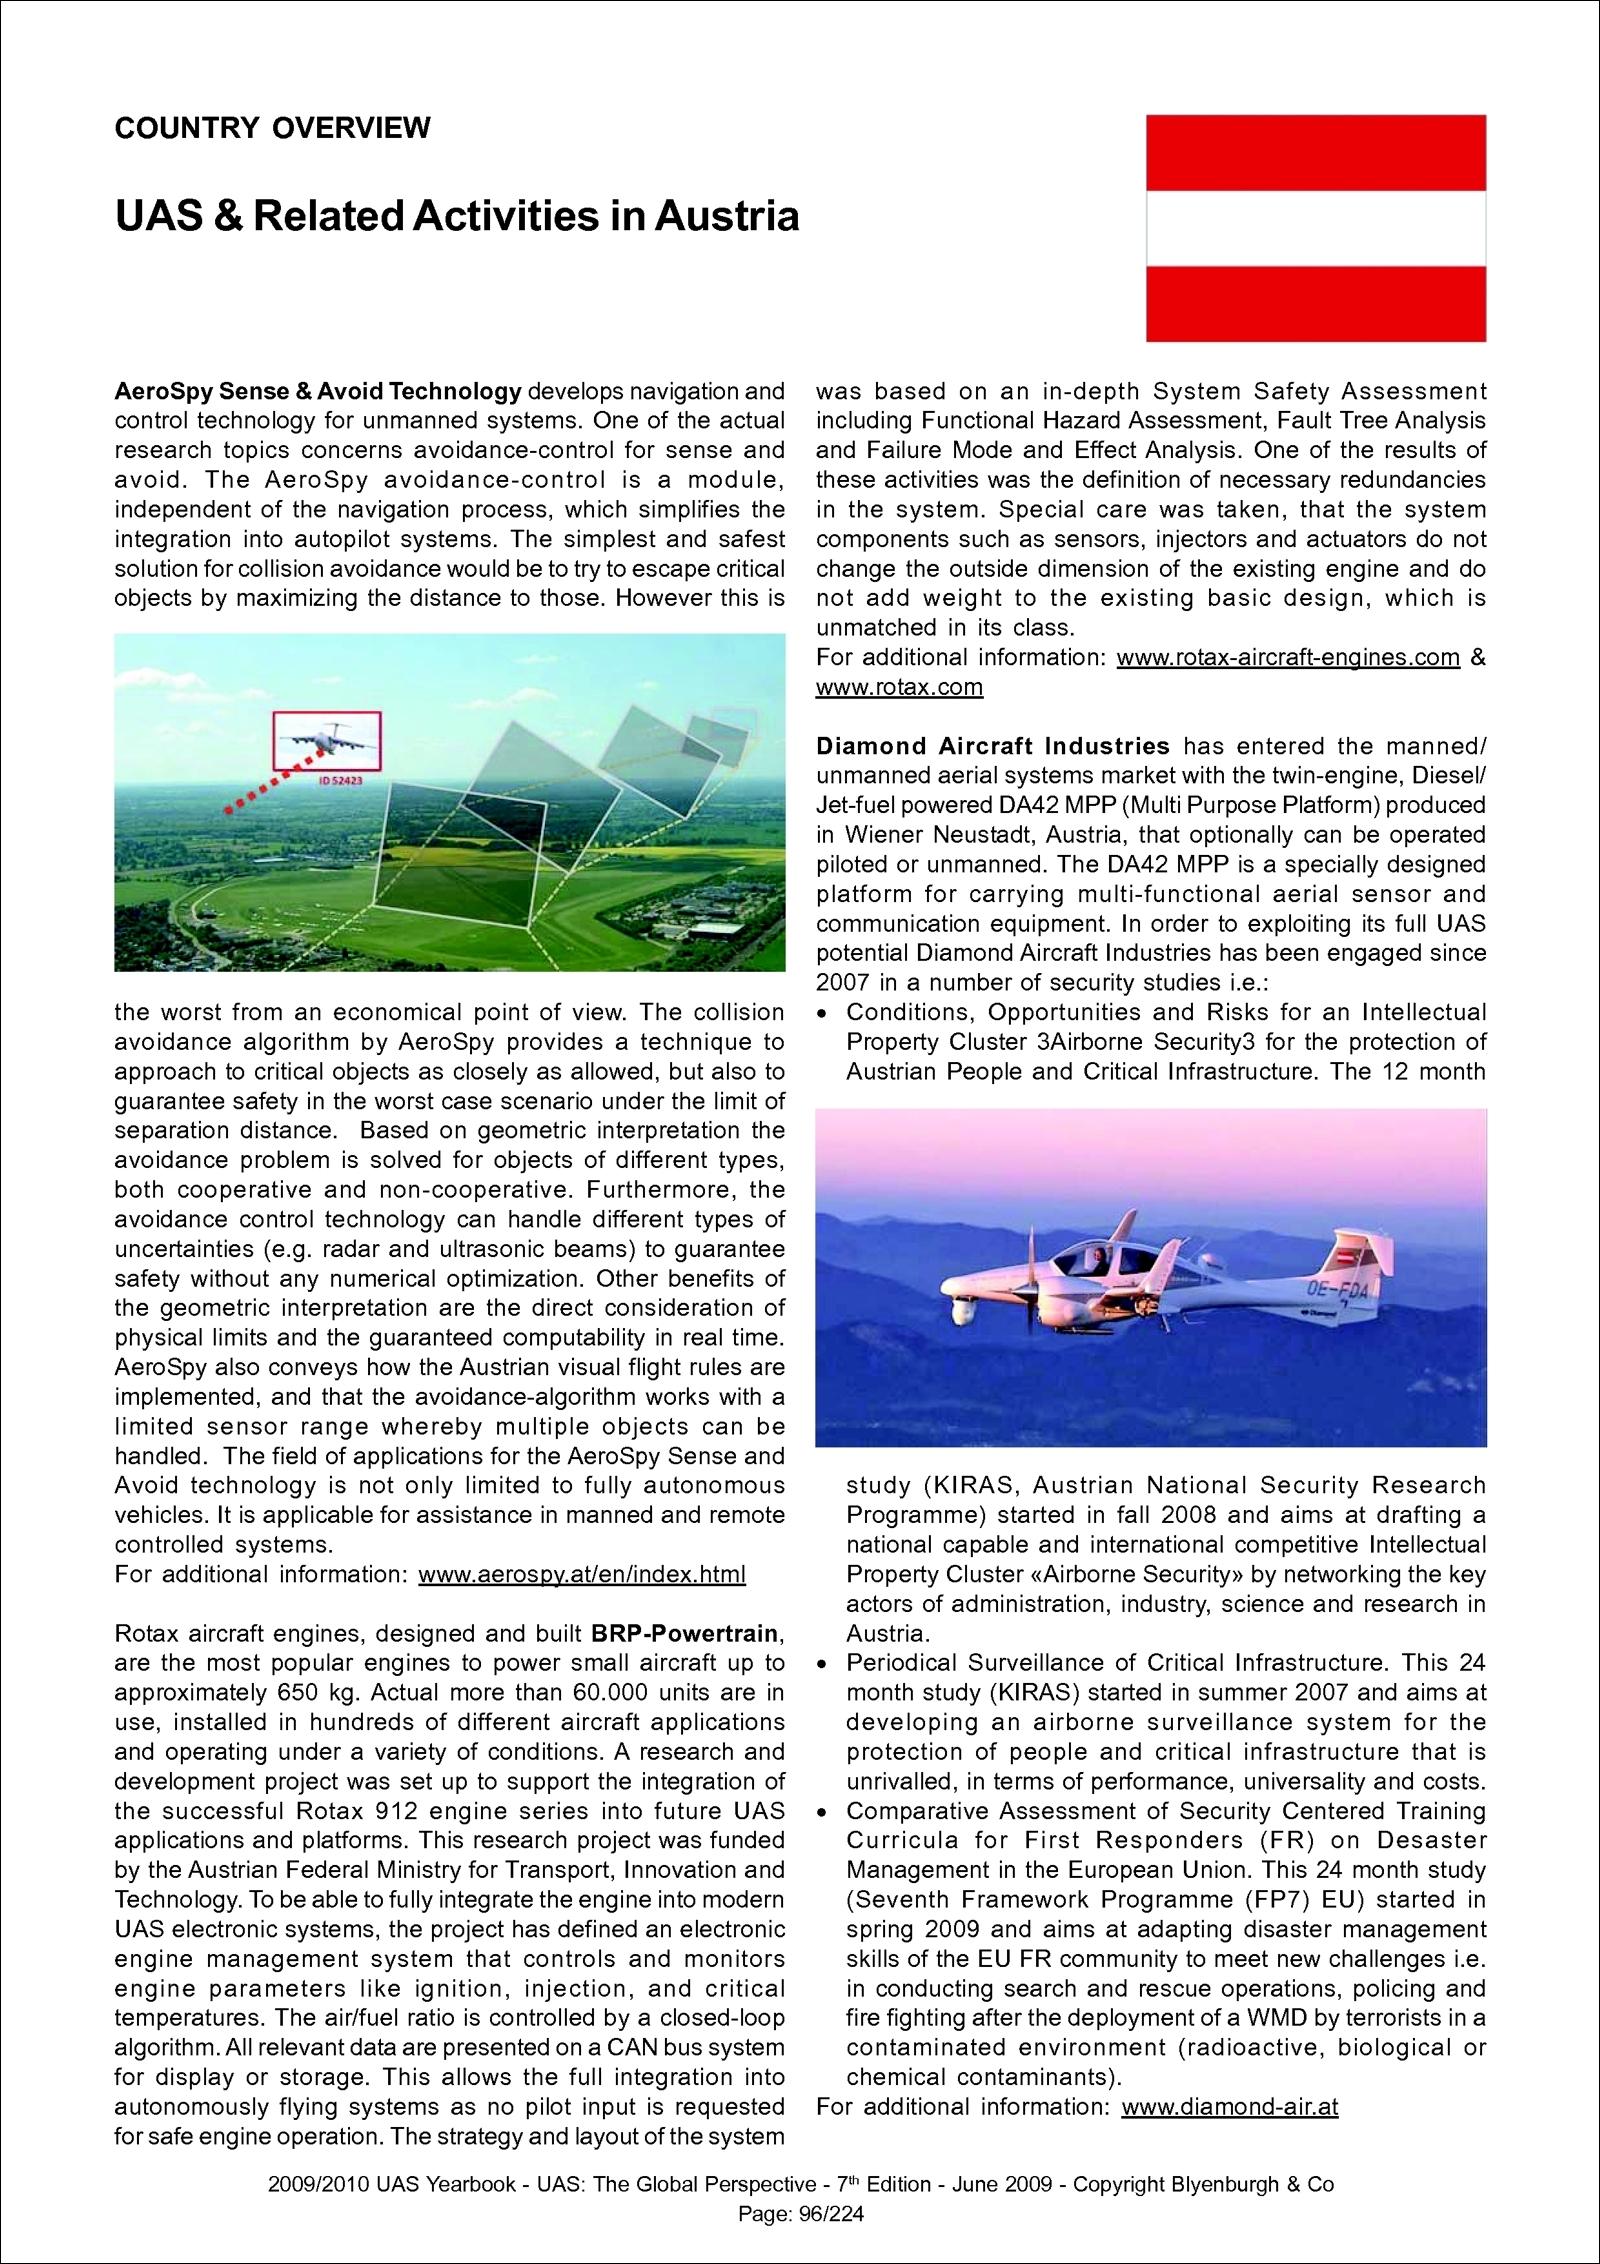 COUNTRY OVERVIEW
UAS & Related Activities in Austria
AeroSpy Sense & Avoid Technology develops navigation and
control technology for unmanned systems. One of the actual
research topics concerns avoidance-control for sense and
avoid. The AeroSpy avoidance-control is a module,
independent of the navigation process, which simplifies the
integration into autopilot systems. The simplest and safest
solution for collision avoidance would be to try to escape critical
objects by maximizing the distance to those. However this is
ID 52423
the worst from an economical point of view. The collision
avoidance algorithm by AeroSpy provides a technique to
approach to critical objects as closely as allowed, but also to
guarantee safety in the worst case scenario under the limit of
separation distance. Based on geometric interpretation the
avoidance problem is solved for objects of different types,
both cooperative and non-cooperative. Furthermore, the
avoidance control technology can handle different types of
uncertainties (e.g. radar and ultrasonic beams) to guarantee
safety without any numerical optimization. Other benefits of
the geometric interpretation are the direct consideration of
physical limits and the guaranteed computability in real time.
AeroSpy also conveys how the Austrian visual flight rules are
implemented, and that the avoidance-algorithm works with a
limited sensor range whereby multiple objects can be
handled. The field of applications for the AeroSpy Sense and
Avoid technology is not only limited to fully autonomous
vehicles. It is applicable for assistance in manned and remote
controlled systems.
For additional information: www.aerospy.at/en/index.html
Rotax aircraft engines, designed and built BRP-Powertrain,
are the most popular engines to power small aircraft up to
approximately 650 kg. Actual more than 60.000 units are in
use, installed in hundreds of different aircraft applications
and operating under a variety of conditions. A research and
development project was set up to support the integration of
the successful Rotax 912 engine series into future UAS
applications and platforms. This research project was funded
by the Austrian Federal Ministry for Transport, Innovation and
Technology. To be able to fully integrate the engine into modern
UAS electronic systems, the project has defined an electronic
engine management system that controls and monitors
engine parameters like ignition, injection, and critical
temperatures. The air/fuel ratio is controlled by a closed-loop
algorithm. All relevant data are presented on a CAN bus system
for display or storage. This allows the full integration into
autonomously flying systems as no pilot input is requested
for safe engine operation. The strategy and layout of the system
was based on an in-depth System Safety Assessment
including Functional Hazard Assessment, Fault Tree Analysis
and Failure Mode and Effect Analysis. One of the results of
these activities was the definition of necessary redundancies
in the system. Special care was taken, that the system
components such as sensors, injectors and actuators do not
change the outside dimension of the existing engine and do
not add weight to the existing basic design, which is
unmatched in its class.
For additional information: www.rotax-aircraft-engines.com &
www.rotax.com
Diamond Aircraft Industries has entered the manned/
unmanned aerial systems market with the twin-engine, Diesel/
Jet-fuel powered DA42 MPP (Multi Purpose Platform) produced
in Wiener Neustadt, Austria, that optionally can be operated
piloted or unmanned. The DA42 MPP is a specially designed
platform for carrying multi-functional aerial sensor and
communication equipment. In order to exploiting its full UAS
potential Diamond Aircraft Industries has been engaged since
2007 in a number of security studies i.e.:
• Conditions, Opportunities and Risks for an Intellectual
Property Cluster 3Airborne Security3 for the protection of
Austrian People and Critical Infrastructure. The 12 month
OE-FDA
Diamond
study (KIRAS, Austrian National Security Research
Programme) started in fall 2008 and aims at drafting a
national capable and international competitive Intellectual
Property Cluster «Airborne Security» by networking the key
actors of administration, industry, science and research in
Austria.
• Periodical Surveillance of Critical Infrastructure. This 24
month study (KIRAS) started in summer 2007 and aims at
developing an airborne surveillance system for the
protection of people and critical infrastructure that is
unrivalled, in terms of performance, universality and costs.
• Comparative Assessment of Security Centered Training
Curricula for First Responders (FR) on Desaster
Management in the European Union. This 24 month study
(Seventh Framework Programme (FP7) EU) started in
spring 2009 and aims at adapting disaster management
skills of the EU FR community to meet new challenges i.e.
in conducting search and rescue operations, policing and
fire fighting after the deployment of a WMD by terrorists in a
contaminated environment (radioactive, biological or
chemical contaminants).
For additional information: www.diamond-air.at
2009/2010 UAS Yearbook - UAS: The Global Perspective - 7th Edition - June 2009 - Copyright Blyenburgh & Co
Page: 96/224